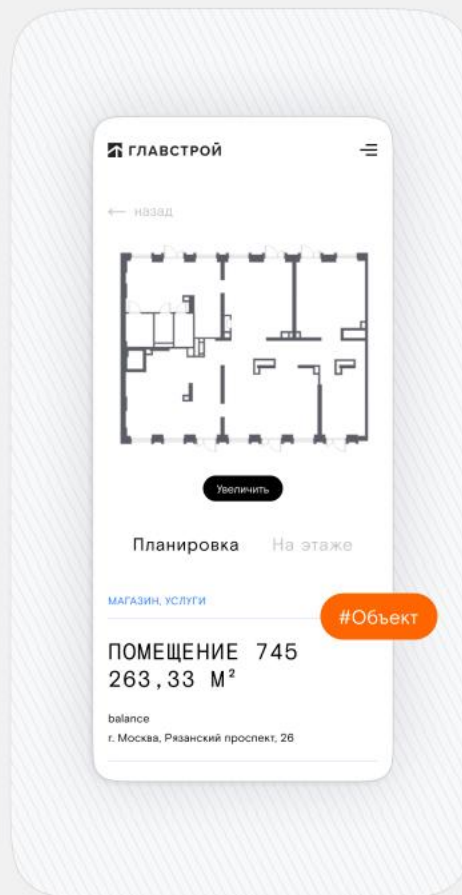 ГЛАВСТРОЙ
← назад
Увеличить
Планировка На этаже
МАГАЗИН, УСЛУГИ
#Объект
ПОМЕЩЕНИЕ 745
263,33 М²
balance
г. Москва, Рязанский проспект, 26